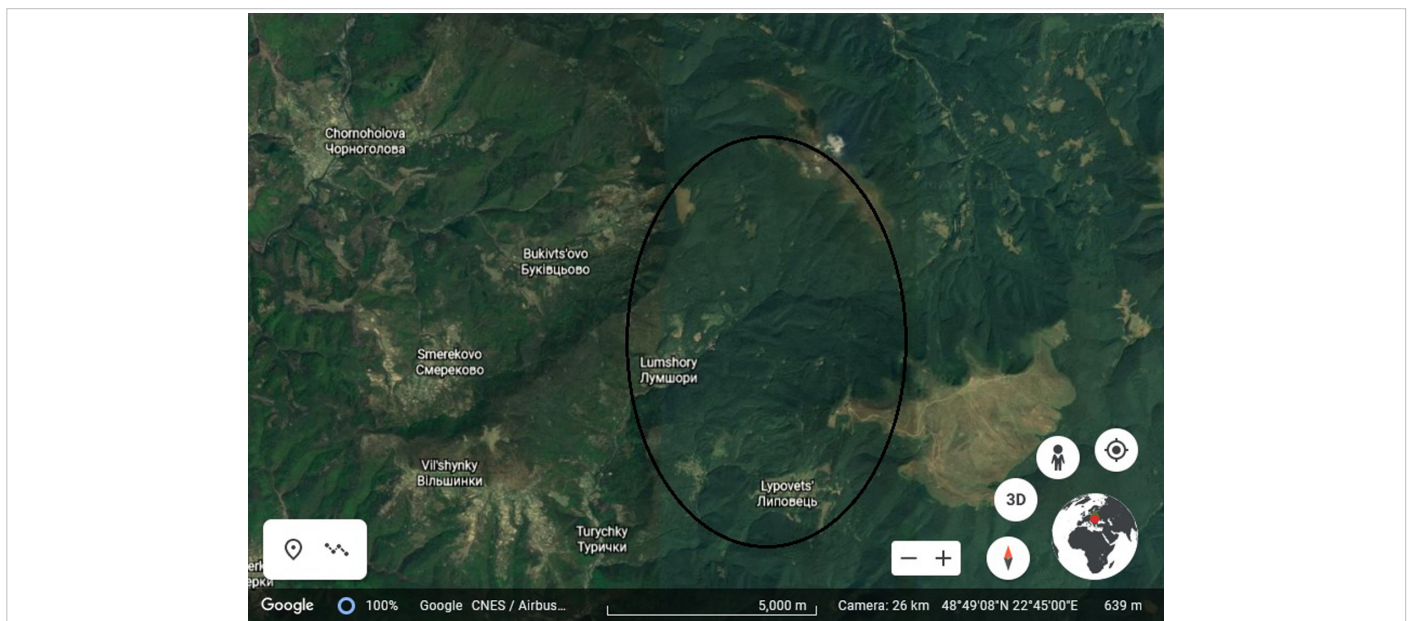 Chornoholova
Чорноголова
Bukivts'ovo
Буківцьово
Smerekovo
Смереково
Lumshory
Лумшори
Vil'shynky
Вільшинки
Lypovets'
Липовець
Turychky
Турички
3D
Google 100% Google CNES / Airbus... 5,000 m Camera: 26 km 48°49'08"N 22°45'00"E 639 m